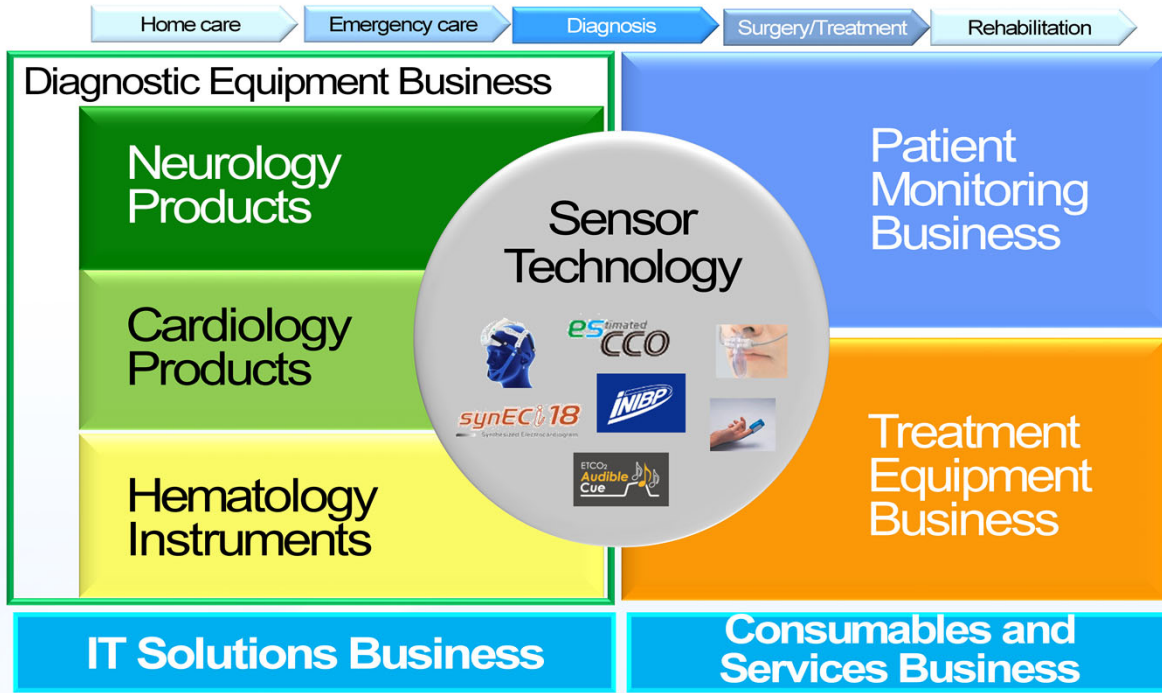 Home care
Emergency care
Diagnosis
Surgery/Treatment
Rehabilitation
Diagnostic Equipment Business
Neurology
Products
Cardiology
Products
Hematology
Instruments
Sensor
Technology
estimated
CCO
iNIBP
synECi18
Synthesized Electrocardiogram
ETCO₂
Audible
Cue
Patient
Monitoring
Business
Treatment
Equipment
Business
IT Solutions Business
Consumables and
Services Business